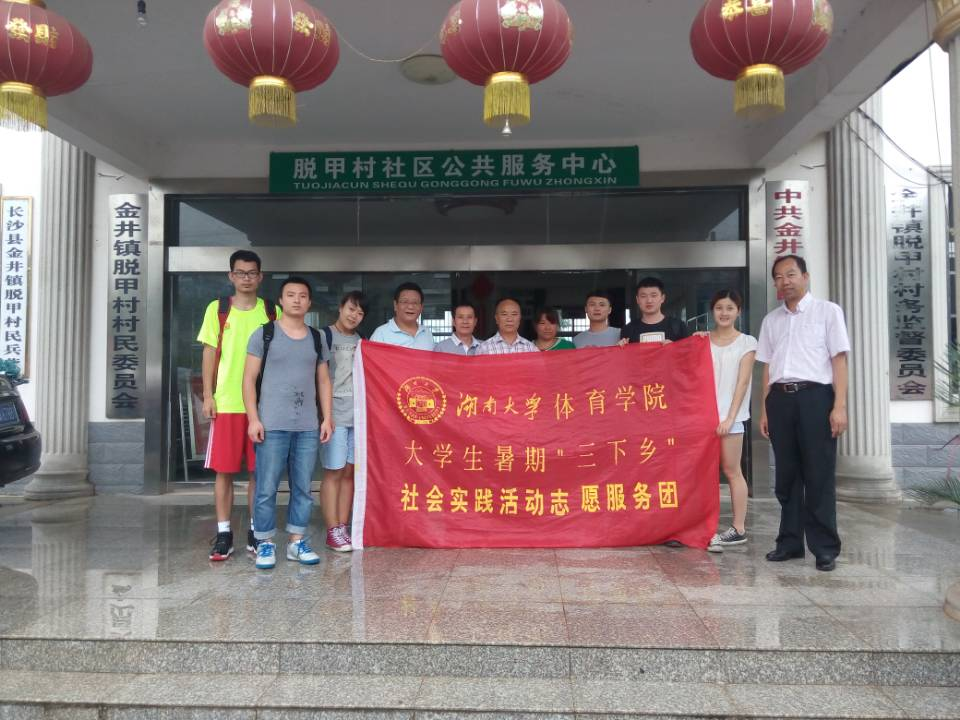 脱甲村社区公共服务中心
TUOJIACUN SHEQU GONGGONG FUWU ZHONGXIN
长沙县金井镇脱甲村民兵
金井镇脱甲村村民委员会
中共金井
金井镇脱甲村村务监督委员会
湖南大学体育学院
大学生暑期"三下乡"
社会实践活动志愿服务团